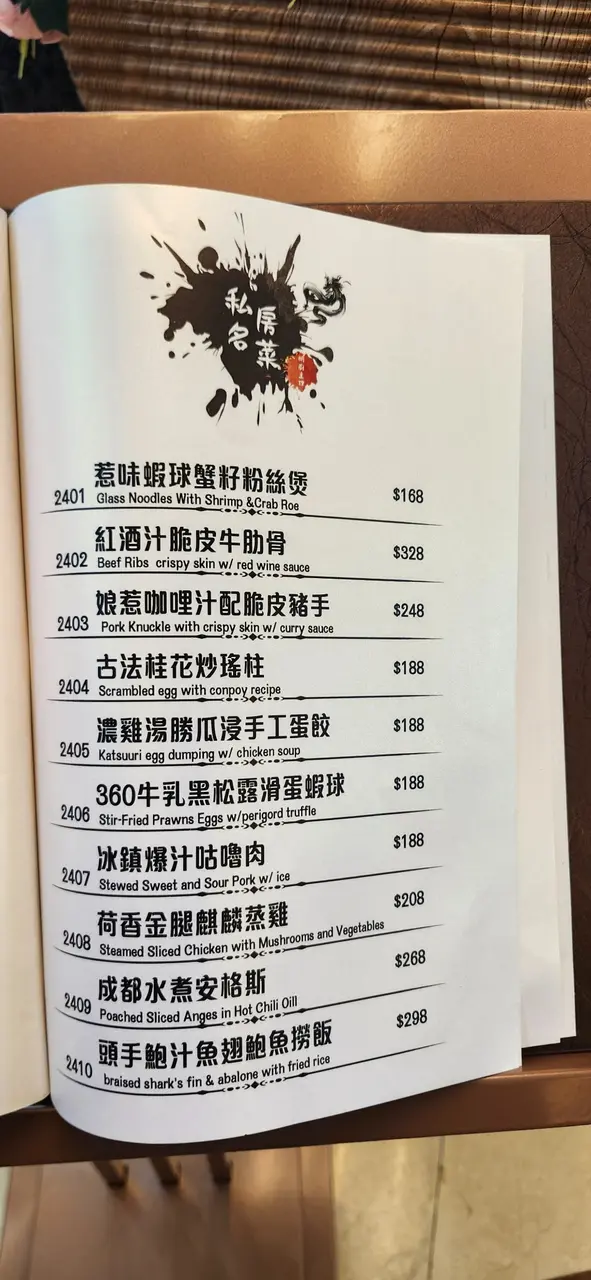 私房
名菜
惹味蝦球蟹籽粉絲煲
2401 Glass Noodles With Shrimp &Crab Roe $168
紅酒汁脆皮牛肋骨
2402 Beef Ribs crispy skin w/ red wine sauce $328
娘惹咖哩汁配脆皮豬手
2403 Pork Knuckle with crispy skin w/ curry sauce $248
古法桂花炒瑤柱
2404 Scrambled egg with conpoy recipe $188
濃雞湯勝瓜浸手工蛋餃
2405 Katsuuri egg dumping w/ chicken soup $188
360牛乳黑松露滑蛋蝦球
2406 Stir-Fried Prawns Eggs w/perigord truffle $188
冰鎮爆汁咕嚕肉
2407 Stewed Sweet and Sour Pork w/ ice $188
荷香金腿麒麟蒸雞
2408 Steamed Sliced Chicken with Mushrooms and Vegetables $208
成都水煮安格斯
2409 Poached Sliced Anges in Hot Chili Oill $268
頭手鮑汁魚翅鮑魚撈飯
2410 braised shark's fin & abalone with fried rice $298